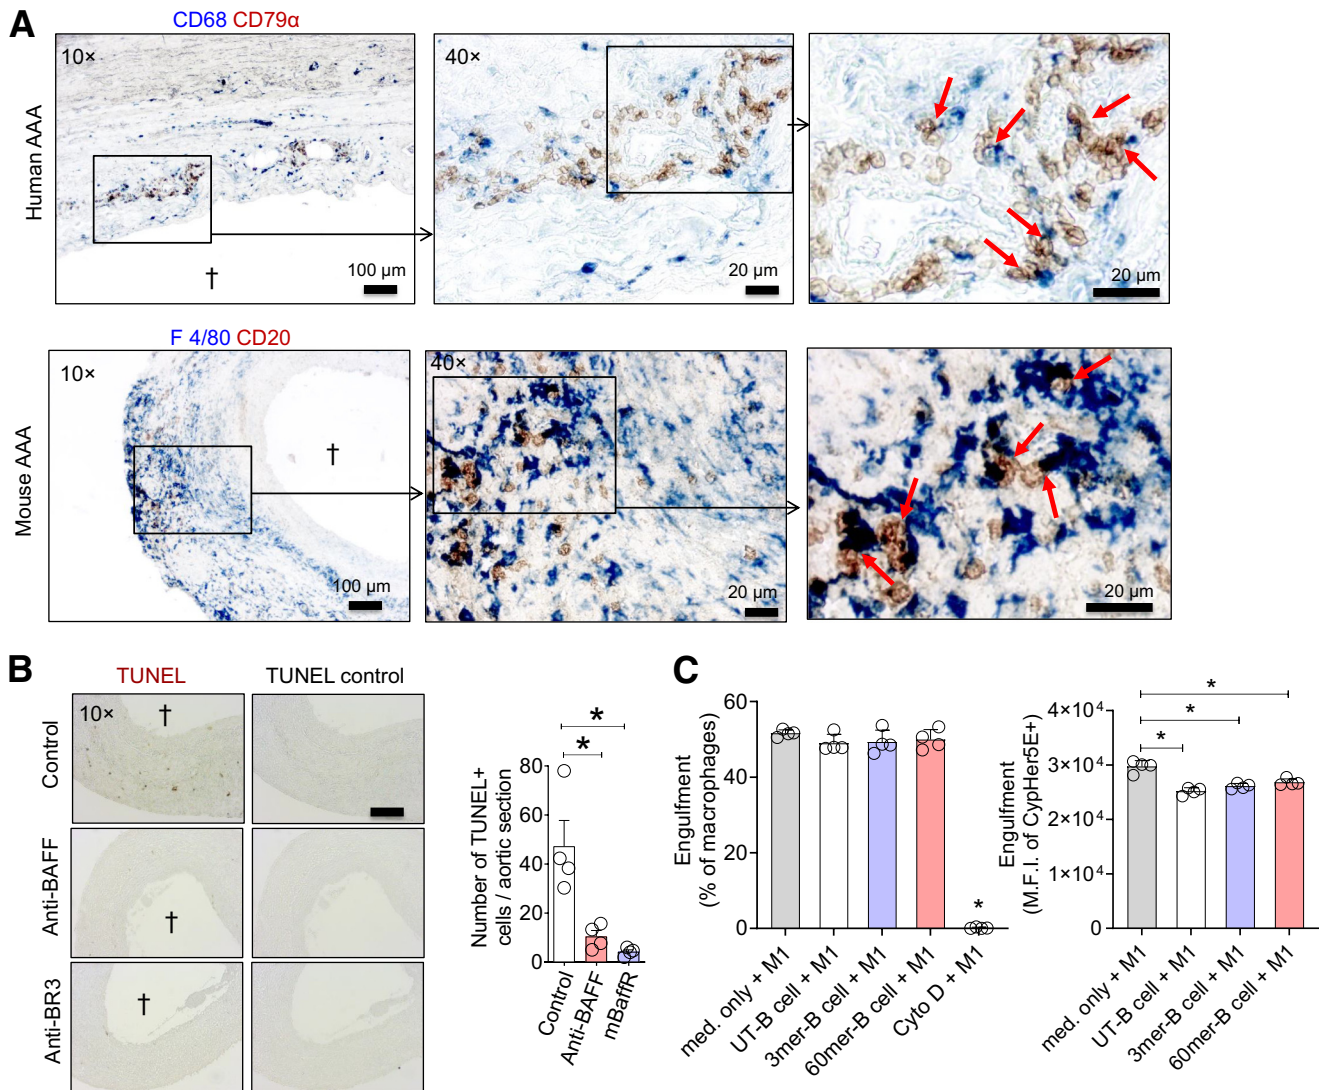 A
CD68 CD79α
Human AAA
10×
†
100 µm
40×
20 µm
20 µm
F 4/80 CD20
Mouse AAA
10×
†
100 µm
40×
20 µm
20 µm
B
TUNEL
TUNEL control
Control
10×
†
Anti-BAFF
†
Anti-BR3
†
Number of TUNEL+
cells / aortic section
80
60
40
20
0
*
*
Control
Anti-BAFF
mBaffR
C
Engulfment
(% of macrophages)
60
40
20
0
*
med. only + M1
UT-B cell + M1
3mer-B cell + M1
60mer-B cell + M1
Cyto D + M1
Engulfment
(M.F.I. of CypHer5E+)
4×10⁴
3×10⁴
2×10⁴
1×10⁴
0
*
*
*
med. only + M1
UT-B cell + M1
3mer-B cell + M1
60mer-B cell + M1